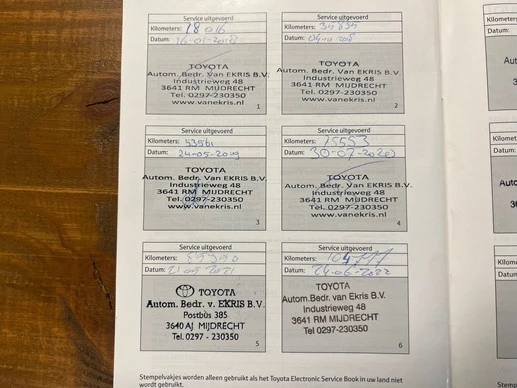 Service uitgevoerd
Kilometers: 18 016
Datum: 16-01-2018
TOYOTA
Autom. Bedr. Van EKRIS B.V.
Industrieweg 48
3641 RM MIJDRECHT
Tel. 0297-230350
www.vanekris.nl
1
Service uitgevoerd
Kilometers:
Datum:
TOYOTA
Autom. Bedr. Van EKRIS B.V.
Industrieweg 48
3641 RM MIJDRECHT
Tel. 0297-230350
www.vanekris.nl
2
Service uitgevoerd
Kilometers: 53561
Datum: 24-05-2019
TOYOTA
Autom. Bedr. Van EKRIS B.V.
Industrieweg 48
3641 RM MIJDRECHT
Tel. 0297-230350
www.vanekris.nl
3
Service uitgevoerd
Kilometers: 75553
Datum: 30-07-2020
TOYOTA
Autom. Bedr. Van EKRIS B.V.
Industrieweg 48
3641 RM MIJDRECHT
Tel. 0297-230350
www.vanekris.nl
4
Service uitgevoerd
Kilometers:
Datum:
TOYOTA
Autom. Bedr. v. EKRIS B.V.
Postbus 385
3640 AJ MIJDRECHT
Tel. 0297 - 230350
5
Service uitgevoerd
Kilometers:
Datum: 24-06-2022
TOYOTA
Autom. Bedr. van EKRIS B.V.
Industrieweg 48
3641 RM MIJDRECHT
Tel 0297-230350
6
Stempelvakjes worden alleen gebruikt als het Toyota Electronic Service Book in uw land niet
wordt gebruikt.